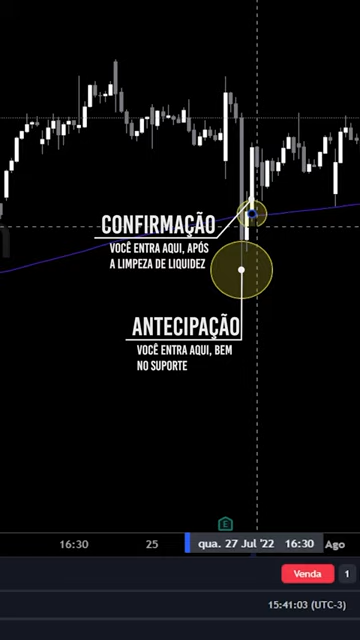 CONFIRMAÇÃO
VOCÊ ENTRA AQUI, APÓS
A LIMPEZA DE LIQUIDEZ
ANTECIPAÇÃO
VOCÊ ENTRA AQUI, BEM
NO SUPORTE
E
16:30 25 qua. 27 Jul '22 16:30 Ago
Venda 1
15:41:03 (UTC-3)